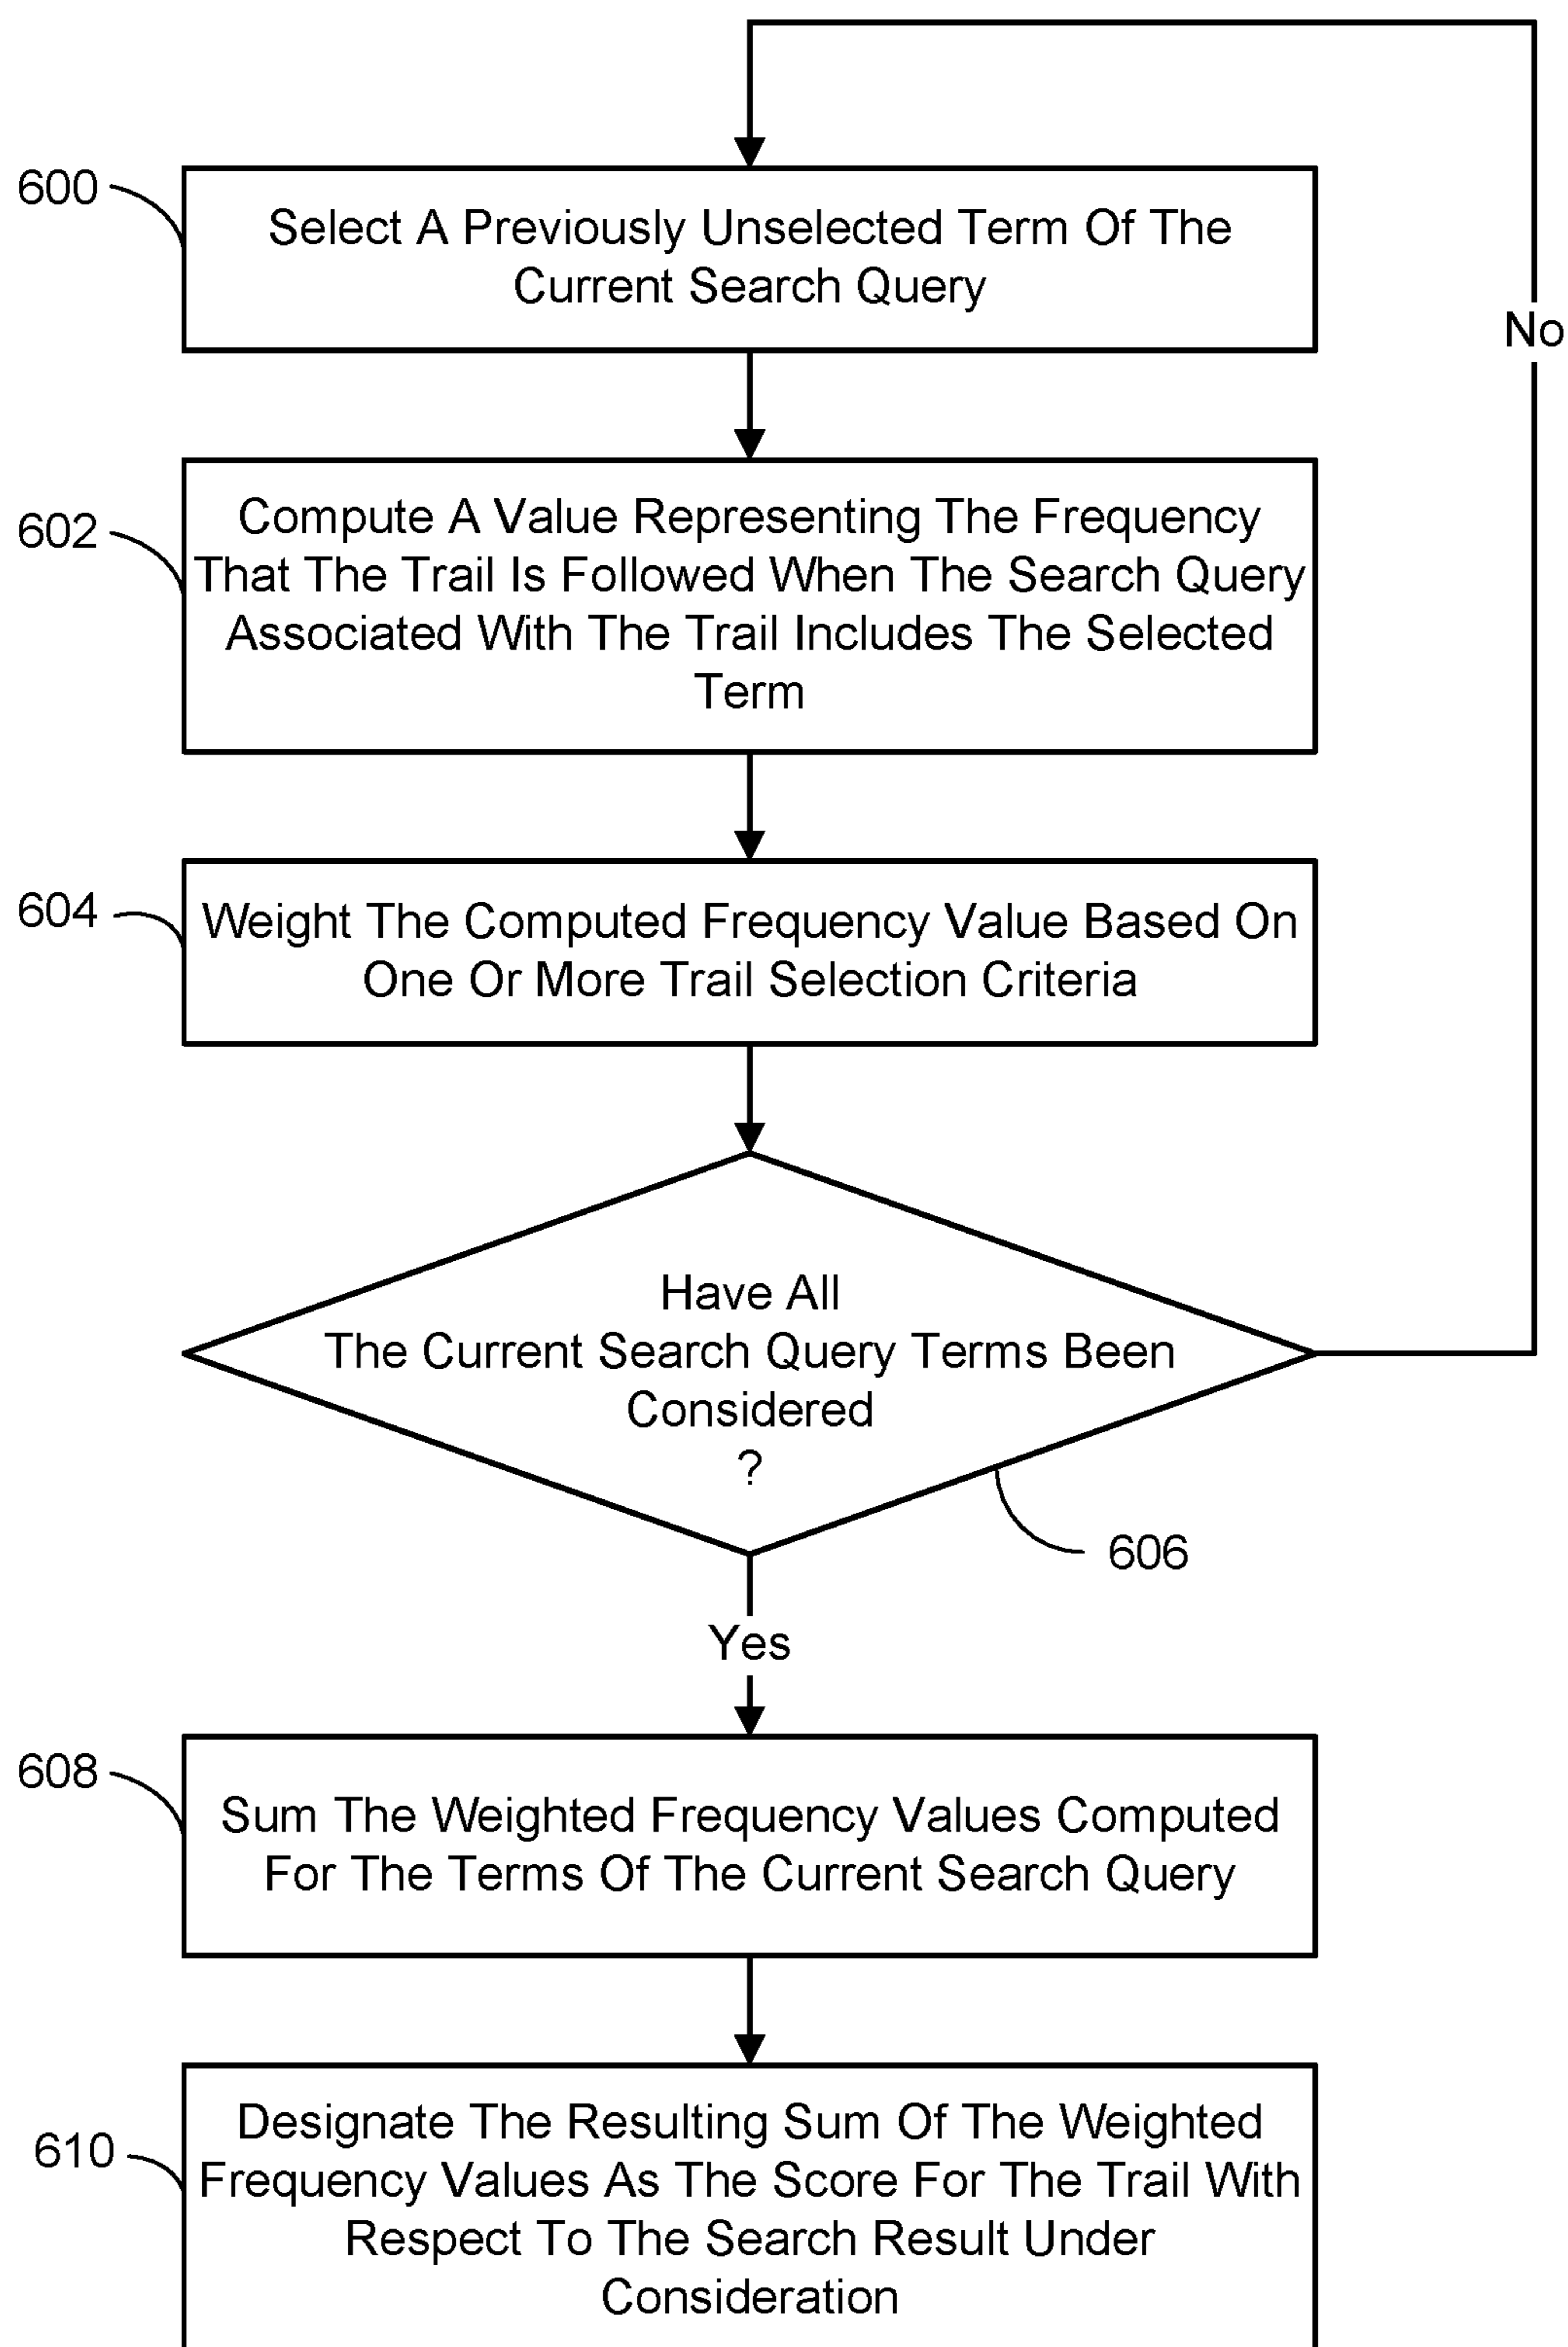 600
Select A Previously Unselected Term Of The
Current Search Query
No
602
Compute A Value Representing The Frequency
That The Trail Is Followed When The Search Query
Associated With The Trail Includes The Selected
Term
604
Weight The Computed Frequency Value Based On
One Or More Trail Selection Criteria
Have All
The Current Search Query Terms Been
Considered
?
606
Yes
608
Sum The Weighted Frequency Values Computed
For The Terms Of The Current Search Query
610
Designate The Resulting Sum Of The Weighted
Frequency Values As The Score For The Trail With
Respect To The Search Result Under
Consideration